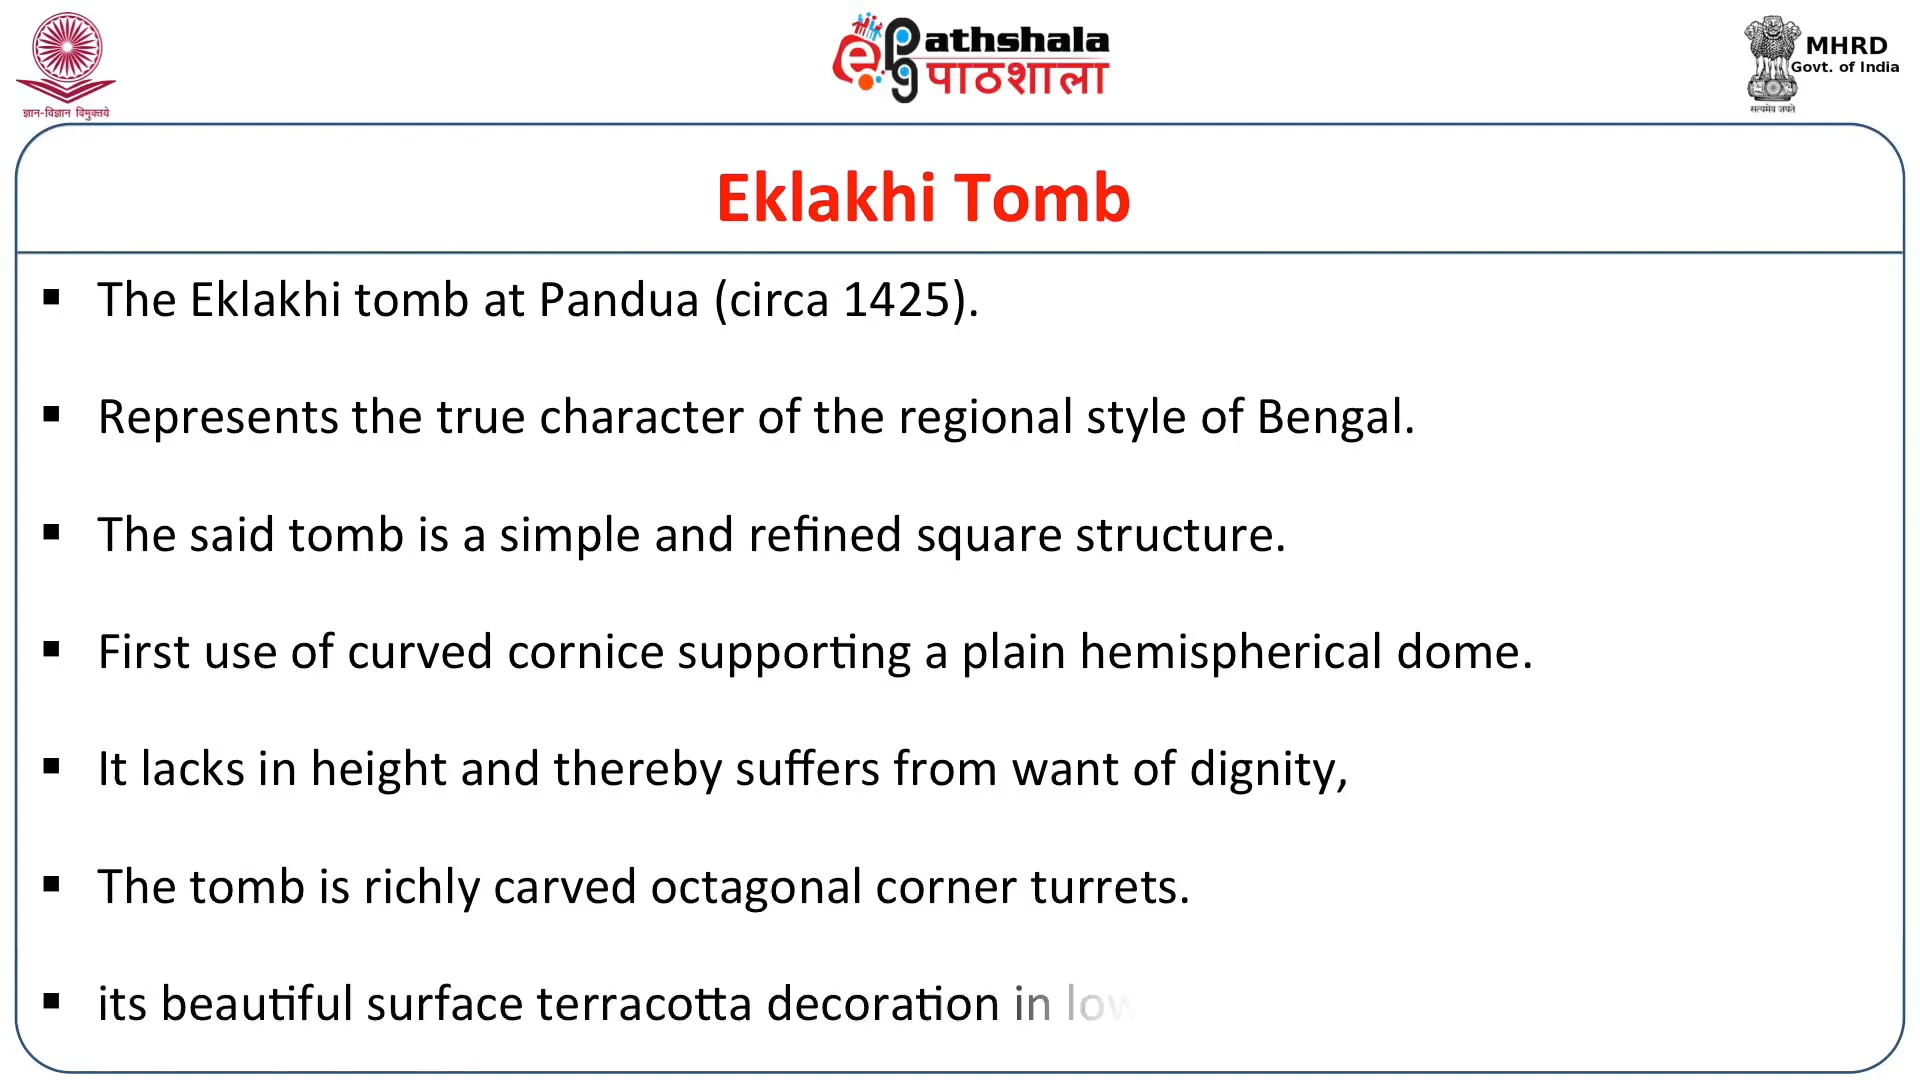 ज्ञान-विज्ञान विमुक्तये
e PG Pathshala
पाठशाला
MHRD
Govt. of India
सत्यमेव जयते
Eklakhi Tomb
▪ The Eklakhi tomb at Pandua (circa 1425).
▪ Represents the true character of the regional style of Bengal.
▪ The said tomb is a simple and refined square structure.
▪ First use of curved cornice supporting a plain hemispherical dome.
▪ It lacks in height and thereby suffers from want of dignity,
▪ The tomb is richly carved octagonal corner turrets.
▪ its beautiful surface terracotta decoration in low